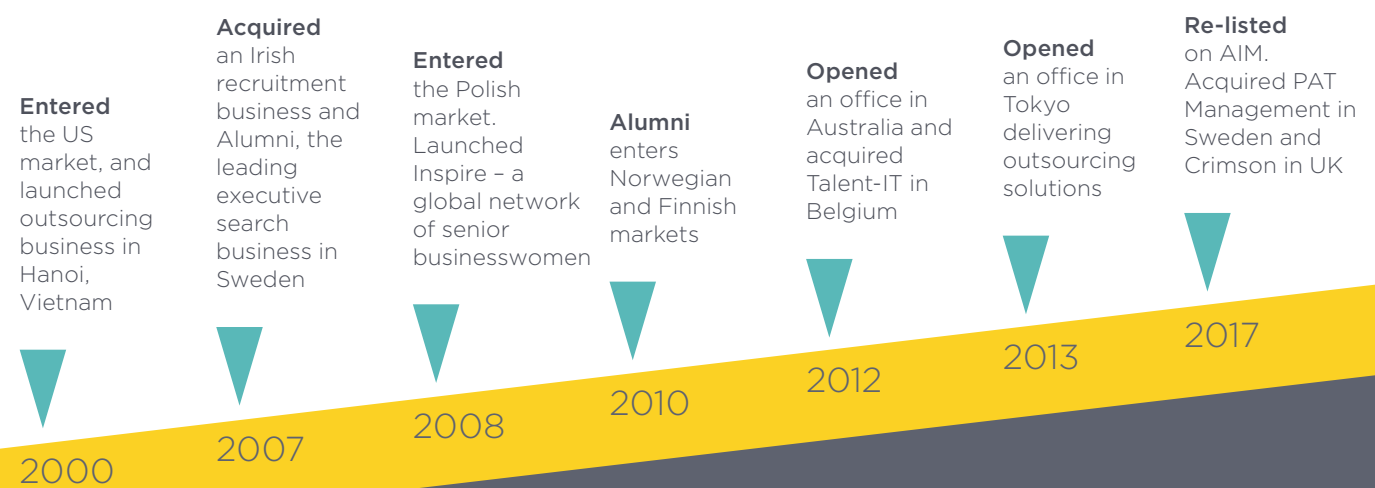 Entered
the US
market, and
launched
outsourcing
business in
Hanoi,
Vietnam
2000
Acquired
an Irish
recruitment
business and
Alumni, the
leading
executive
search
business in
Sweden
2007
Entered
the Polish
market.
Launched
Inspire – a
global network
of senior
businesswomen
2008
Alumni
enters
Norwegian
and Finnish
markets
2010
Opened
an office in
Australia and
acquired
Talent-IT in
Belgium
2012
Opened
an office in
Tokyo
delivering
outsourcing
solutions
2013
Re-listed
on AIM.
Acquired PAT
Management in
Sweden and
Crimson in UK
2017